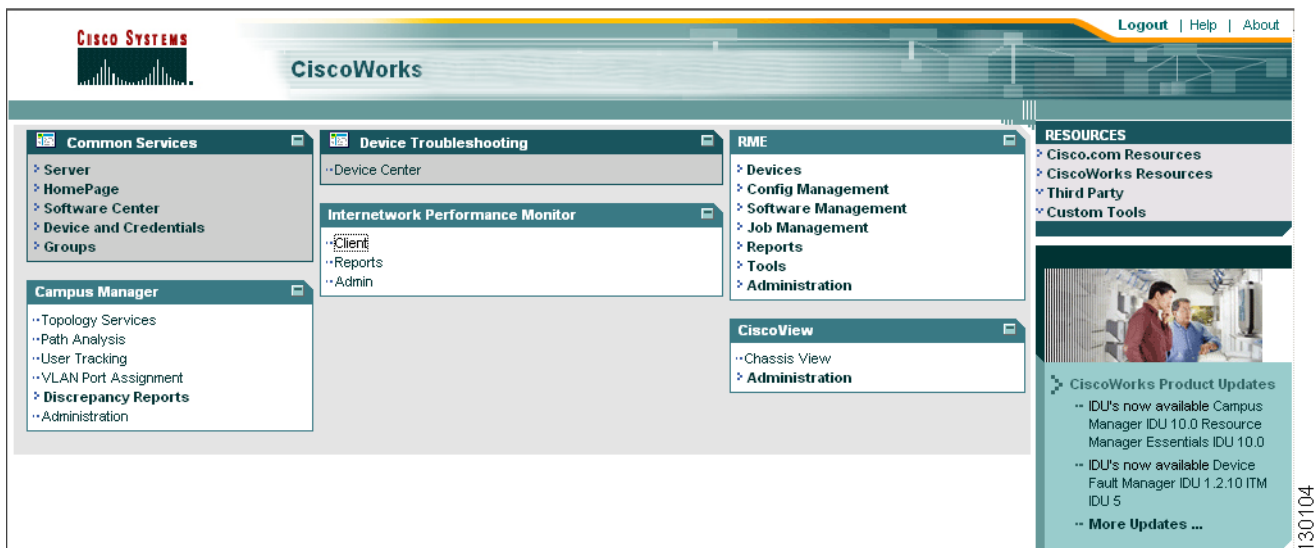 Logout | Help | About
CISCO SYSTEMS
CiscoWorks
Common Services
Server
HomePage
Software Center
Device and Credentials
Groups
Campus Manager
Topology Services
Path Analysis
User Tracking
VLAN Port Assignment
Discrepancy Reports
Administration
Device Troubleshooting
Device Center
Internetwork Performance Monitor
Client
Reports
Admin
RME
Devices
Config Management
Software Management
Job Management
Reports
Tools
Administration
CiscoView
Chassis View
Administration
RESOURCES
Cisco.com Resources
CiscoWorks Resources
Third Party
Custom Tools
CiscoWorks Product Updates
IDU's now available Campus
Manager IDU 10.0 Resource
Manager Essentials IDU 10.0
IDU's now available Device
Fault Manager IDU 1.2.10 ITM
IDU 5
More Updates ...
130104